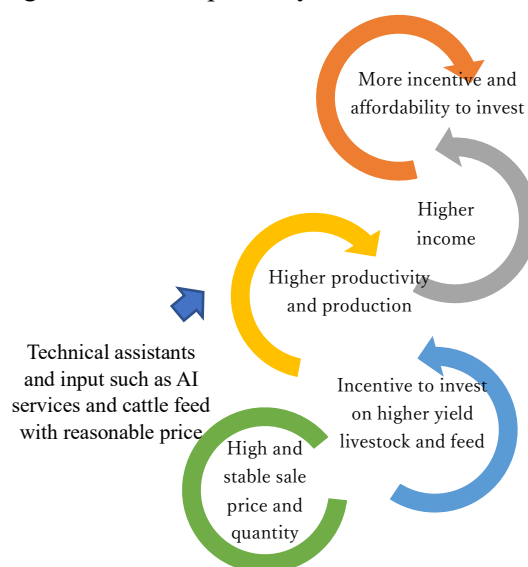 More incentive and
affordability to invest
Higher
income
Higher productivity
and production
Technical assistants
and input such as AI
services and cattle feed
with reasonable price
Incentive to invest
on higher yield
livestock and feed
High and
stable sale
price and
quantity